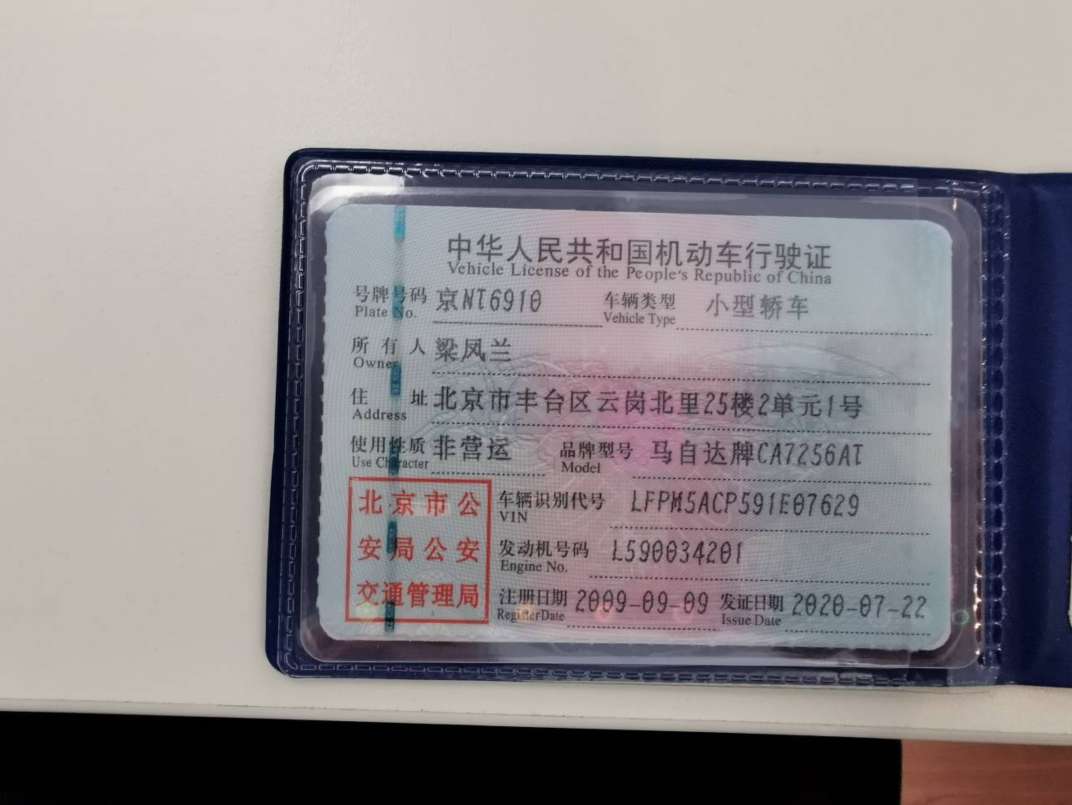 中华人民共和国机动车行驶证
Vehicle License of the People's Republic of China
号牌号码 京NT6910 车辆类型 小型轿车
Plate No. Vehicle Type
所有人 梁凤兰
Owner
住址 北京市丰台区云岗北里25楼2单元1号
Address
使用性质 非营运 品牌型号 马自达牌CA7256AT
Use Character Model
北京市公
安局公安
交通管理局
车辆识别代号 LFPM5ACP591E07629
VIN
发动机号码 L590034201
Engine No.
注册日期 2009-09-09 发证日期 2020-07-22
Register Date Issue Date